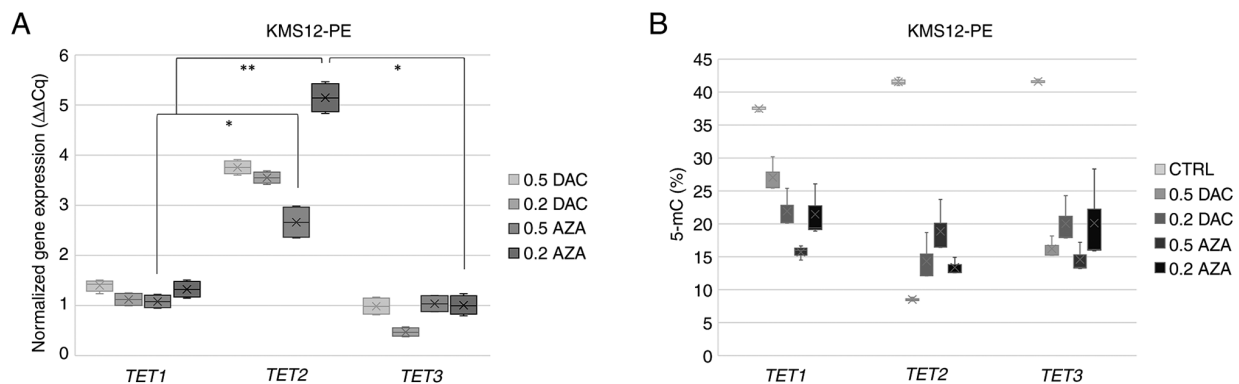 A
KMS12-PE
Normalized gene expression (ΔΔCq)
6
5
4
3
2
1
0
**
*
*
TET1
TET2
TET3
0.5 DAC
0.2 DAC
0.5 AZA
0.2 AZA
B
KMS12-PE
5-mC (%)
45
40
35
30
25
20
15
10
5
0
TET1
TET2
TET3
CTRL
0.5 DAC
0.2 DAC
0.5 AZA
0.2 AZA